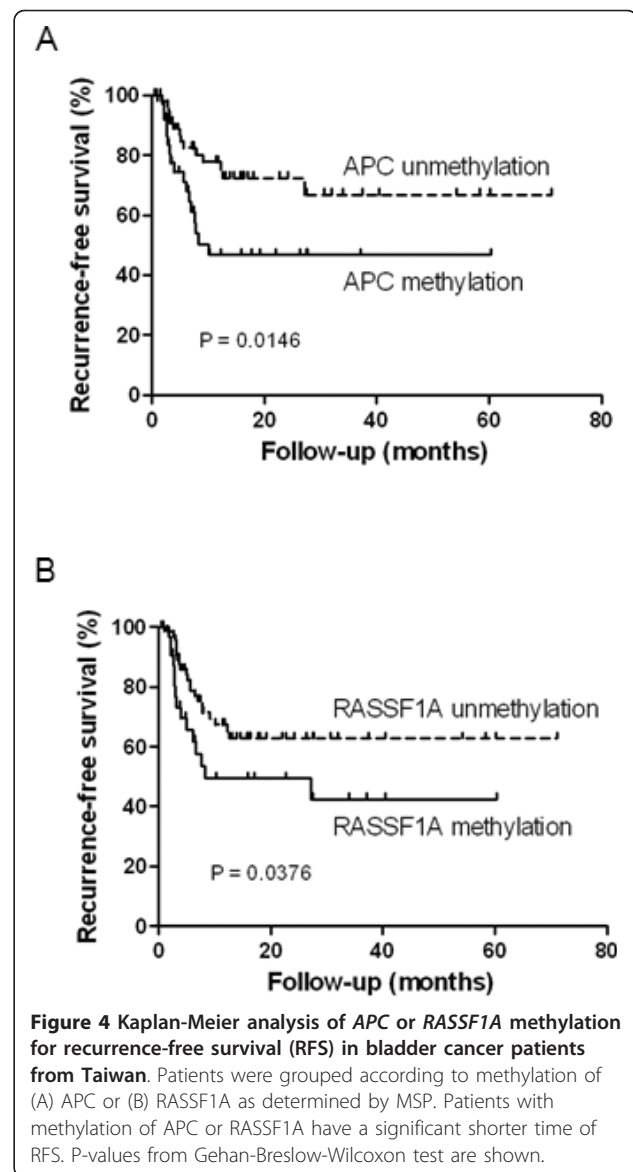 A
Recurrence-free survival (%)
100
80
60
40
20
0
APC unmethylation
APC methylation
P = 0.0146
0 20 40 60 80
Follow-up (months)
B
Recurrence-free survival (%)
100
80
60
40
20
0
RASSF1A unmethylation
RASSF1A methylation
P = 0.0376
0 20 40 60 80
Follow-up (months)
Figure 4 Kaplan-Meier analysis of APC or RASSF1A methylation
for recurrence-free survival (RFS) in bladder cancer patients
from Taiwan. Patients were grouped according to methylation of
(A) APC or (B) RASSF1A as determined by MSP. Patients with
methylation of APC or RASSF1A have a significant shorter time of
RFS. P-values from Gehan-Breslow-Wilcoxon test are shown.